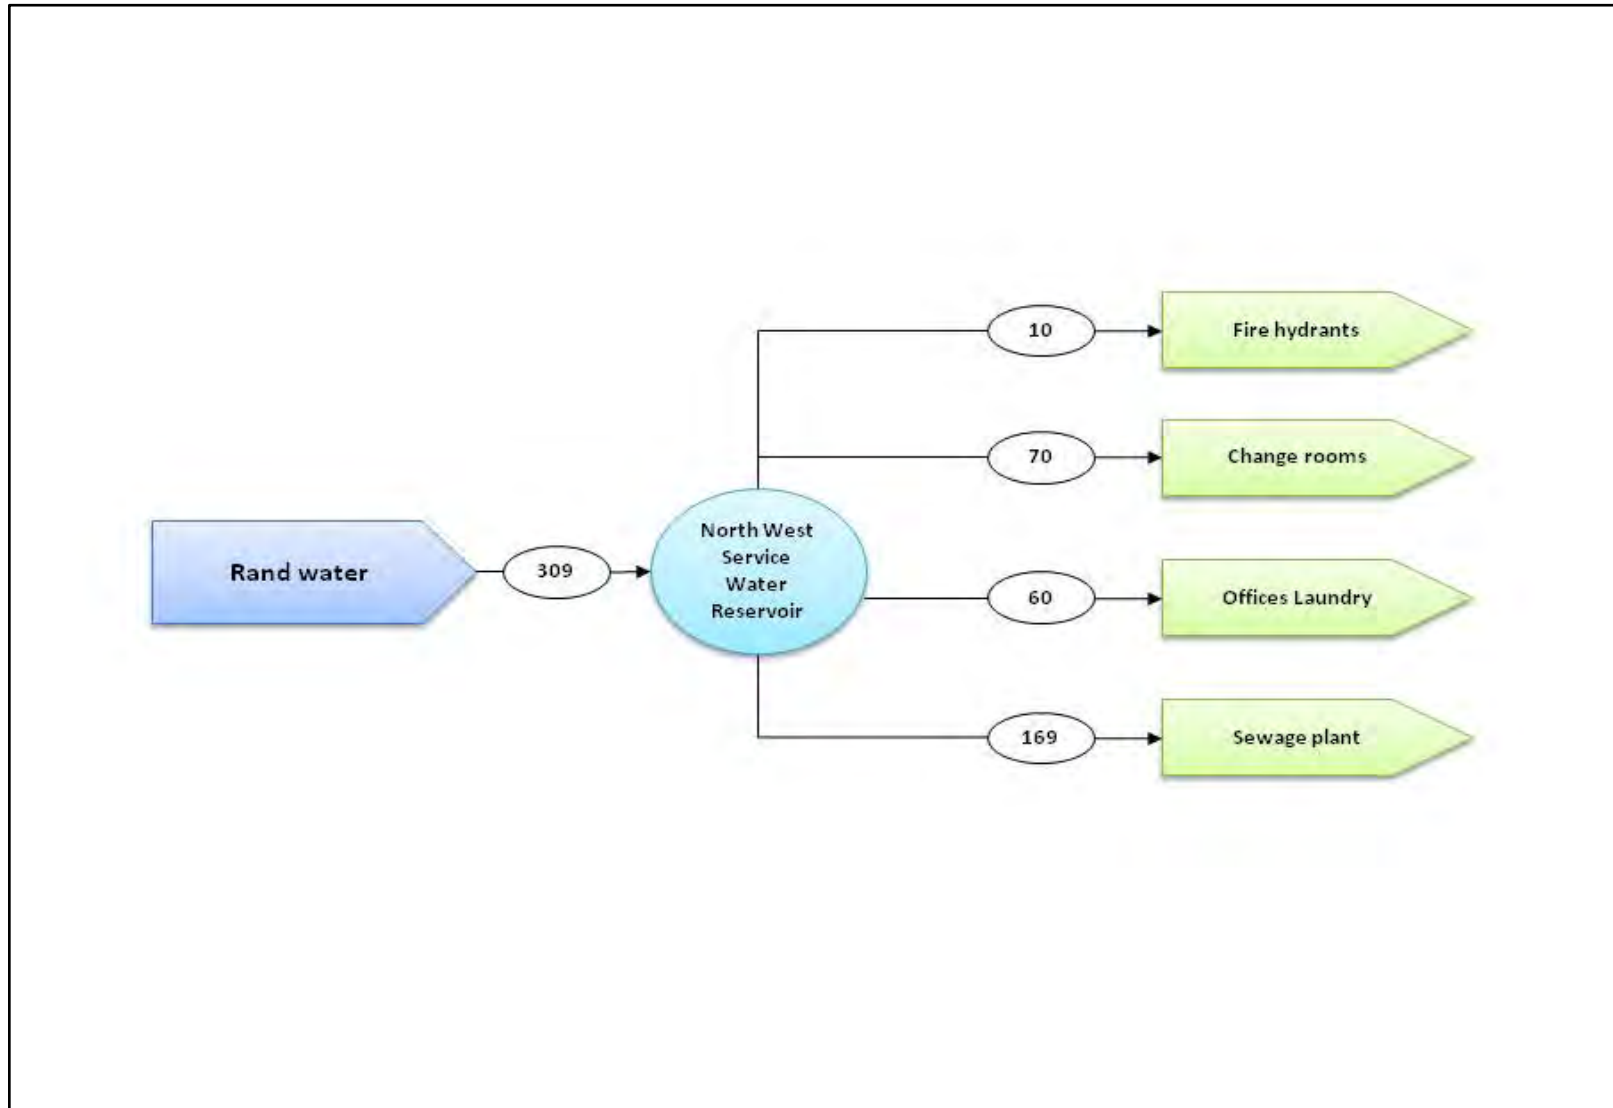 10
Fire hydrants
70
Change rooms
Rand water
309
North West
Service
Water
Reservoir
60
Offices Laundry
169
Sewage plant